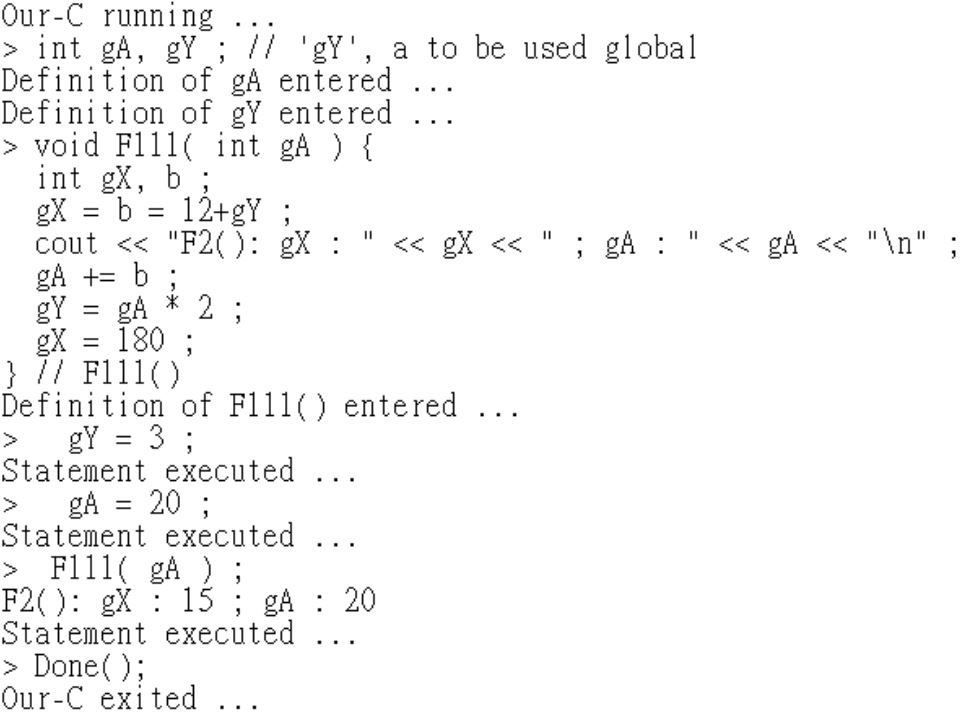 Our-C running ...
> int gA, gY ; // 'gY', a to be used global
Definition of gA entered ...
Definition of gY entered ...
> void F111( int gA ) {
  int gX, b ;
  gX = b = 12+gY ;
  cout << "F2(): gX : " << gX << " ; gA : " << gA << "\n" ;
  gA += b ;
  gY = gA * 2 ;
  gX = 180 ;
} // F111()
Definition of F111() entered ...
>   gY = 3 ;
Statement executed ...
>   gA = 20 ;
Statement executed ...
>  F111( gA ) ;
F2(): gX : 15 ; gA : 20
Statement executed ...
> Done();
Our-C exited ...